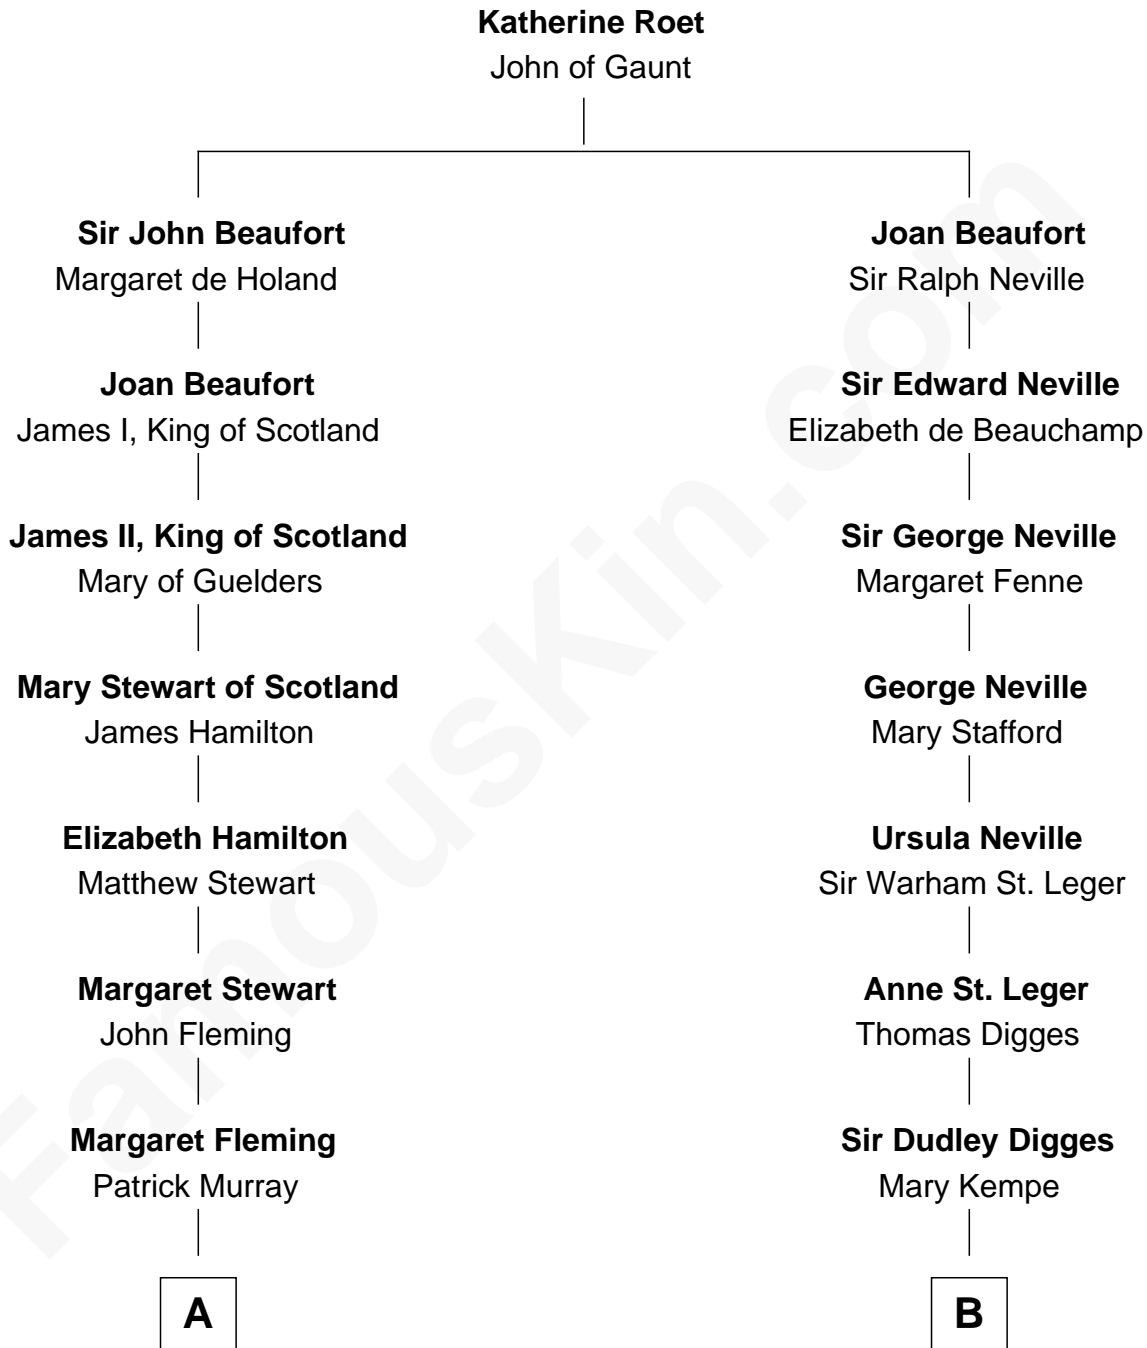 Katherine Roet
John of Gaunt
Sir John Beaufort
Margaret de Holand
Joan Beaufort
James I, King of Scotland
James II, King of Scotland
Mary of Guelders
Mary Stewart of Scotland
James Hamilton
Elizabeth Hamilton
Matthew Stewart
Margaret Stewart
John Fleming
Margaret Fleming
Patrick Murray
A
Joan Beaufort
Sir Ralph Neville
Sir Edward Neville
Elizabeth de Beauchamp
Sir George Neville
Margaret Fenne
George Neville
Mary Stafford
Ursula Neville
Sir Warham St. Leger
Anne St. Leger
Thomas Digges
Sir Dudley Digges
Mary Kempe
B
FamousKin.com